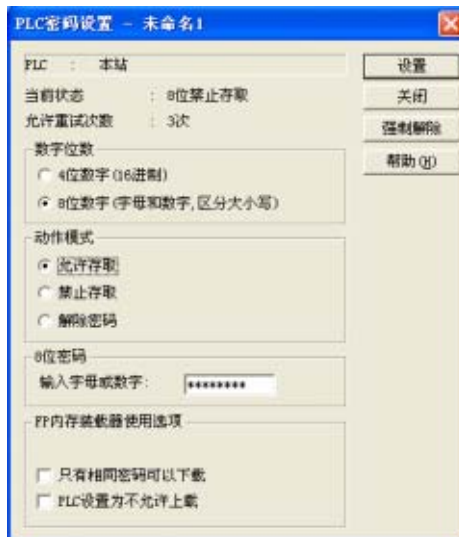 PLC密码设置 - 未命名1
PLC : 本站
设置
当前状态 : 8位禁止存取
关闭
允许重试次数 : 3次
强制解除
数字位数
帮助(H)
4位数字(16进制)
8位数字(字母和数字,区分大小写)
动作模式
允许存取
禁止存取
解除密码
8位密码
输入字母或数字: ********
FP内存装载器使用选项
只有相同密码可以下载
PLC设置为不允许上载